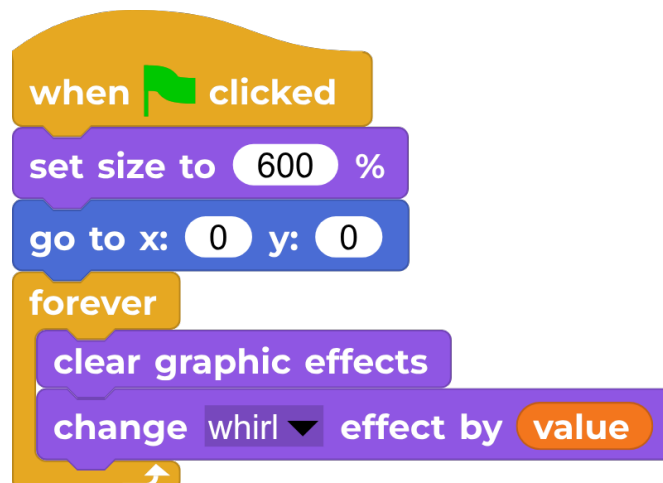 when clicked
set size to 600 %
go to x: 0 y: 0
forever
clear graphic effects
change whirl effect by value